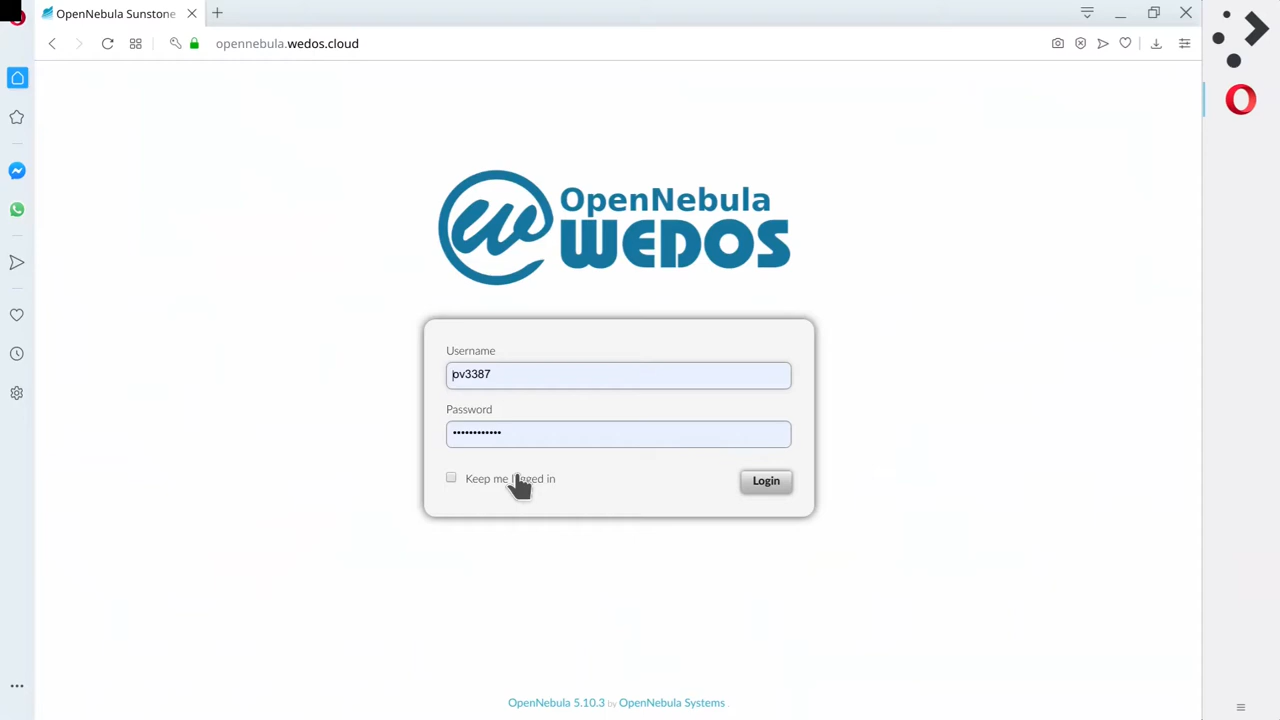 OpenNebula Sunstone
opennebula.wedos.cloud
OpenNebula
WEDOS
Username
pv3387
Password
••••••••••••
Keep me logged in
Login
OpenNebula 5.10.3 by OpenNebula Systems .